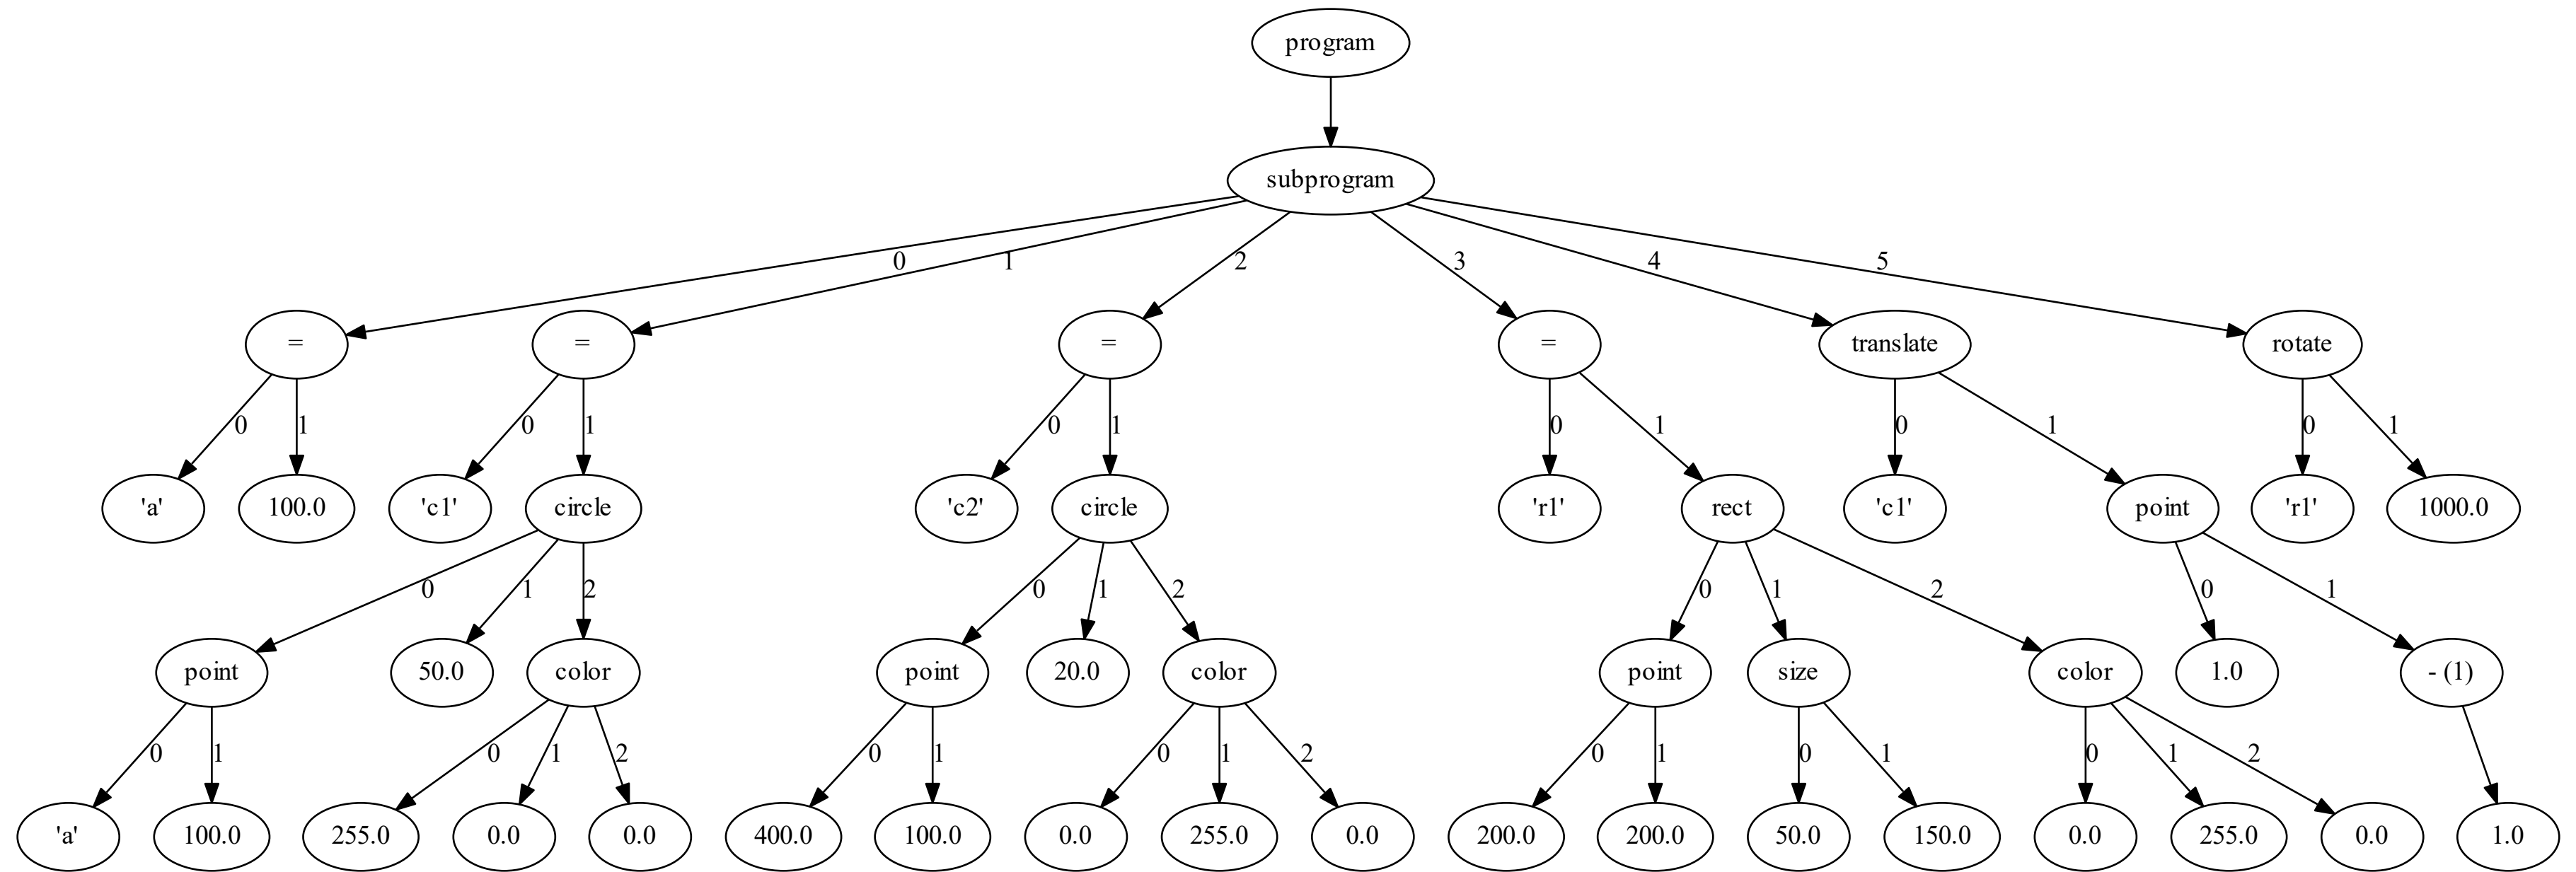 program
subprogram
0 1 2 3 4 5
= = = = translate rotate
0 1 0 1 0 1 0 1 0 1 0 1
'a' 100.0 'c1' circle 'c2' circle 'r1' rect 'c1' point 'r1' 1000.0
0 1 2 0 1 2 0 1 2 0 1
point 50.0 color point 20.0 color point size color 1.0 - (1)
0 1 0 1 2 0 1 0 1 2 0 1 0 1 0 1 2
'a' 100.0 255.0 0.0 0.0 400.0 100.0 0.0 255.0 0.0 200.0 200.0 50.0 150.0 0.0 255.0 0.0 1.0